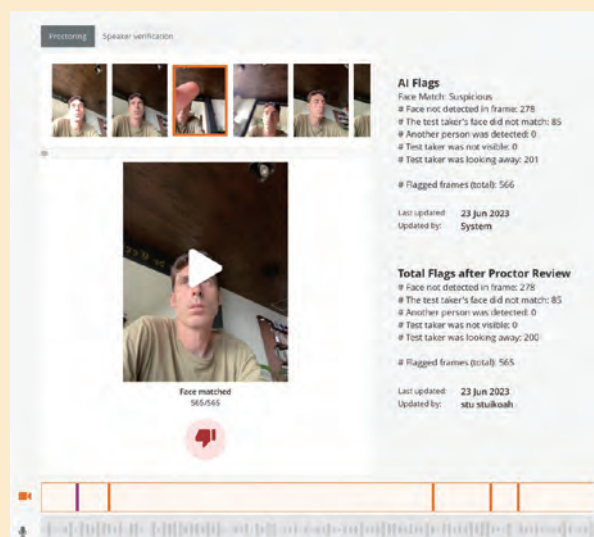 Proctoring Speaker verification
AI Flags
Face Match: Suspicious
# Face not detected in frame: 278
# The test taker's face did not match: 85
# Another person was detected: 0
# Test taker was not visible: 0
# Test taker was looking away: 201
# Flagged frames (total): 566
Last updated: 23 Jun 2023
Updated by: System
Total Flags after Proctor Review
# Face not detected in frame: 278
# The test taker's face did not match: 85
# Another person was detected: 0
# Test taker was not visible: 0
# Test taker was looking away: 200
# Flagged frames (total): 565
Last updated: 23 Jun 2023
Updated by: stu stuikoah
Face matched
565/565